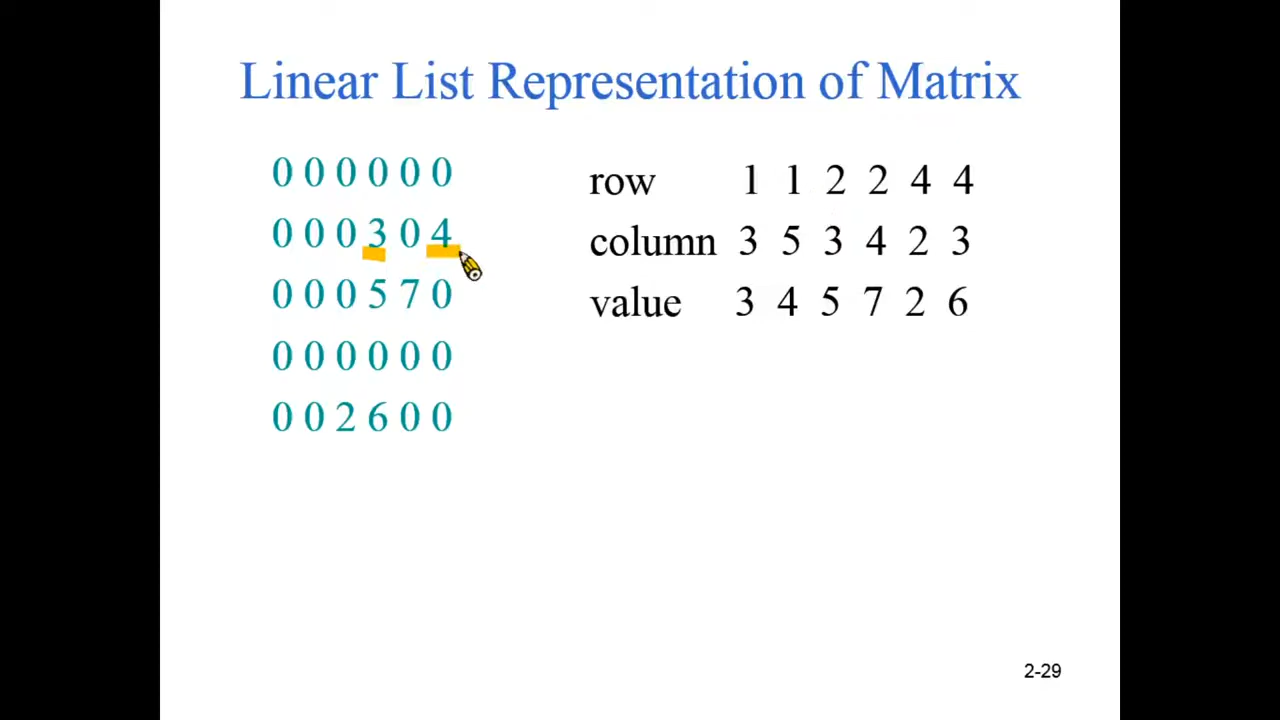 Linear List Representation of Matrix
0 0 0 0 0 0
0 0 0 3 0 4
0 0 0 5 7 0
0 0 0 0 0 0
0 0 2 6 0 0
row 1 1 2 2 4 4
column 3 5 3 4 2 3
value 3 4 5 7 2 6
2-29